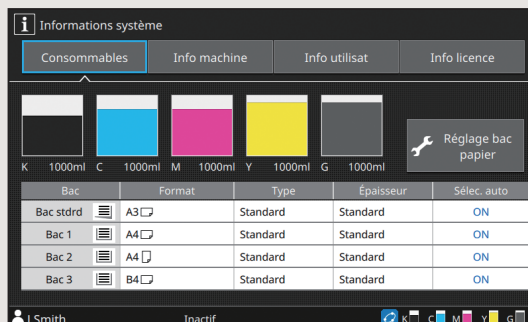 i Informations système
Consommables Info machine Info utilisat Info licence
K 1000ml C 1000ml M 1000ml Y 1000ml G 1000ml
Réglage bac
papier
Bac Format Type Épaisseur Sélec. auto
Bac stdrd A3 Standard Standard ON
Bac 1 A4 Standard Standard ON
Bac 2 A4 Standard Standard ON
Bac 3 B4 Standard Standard ON
J.Smith Inactif K C M Y G